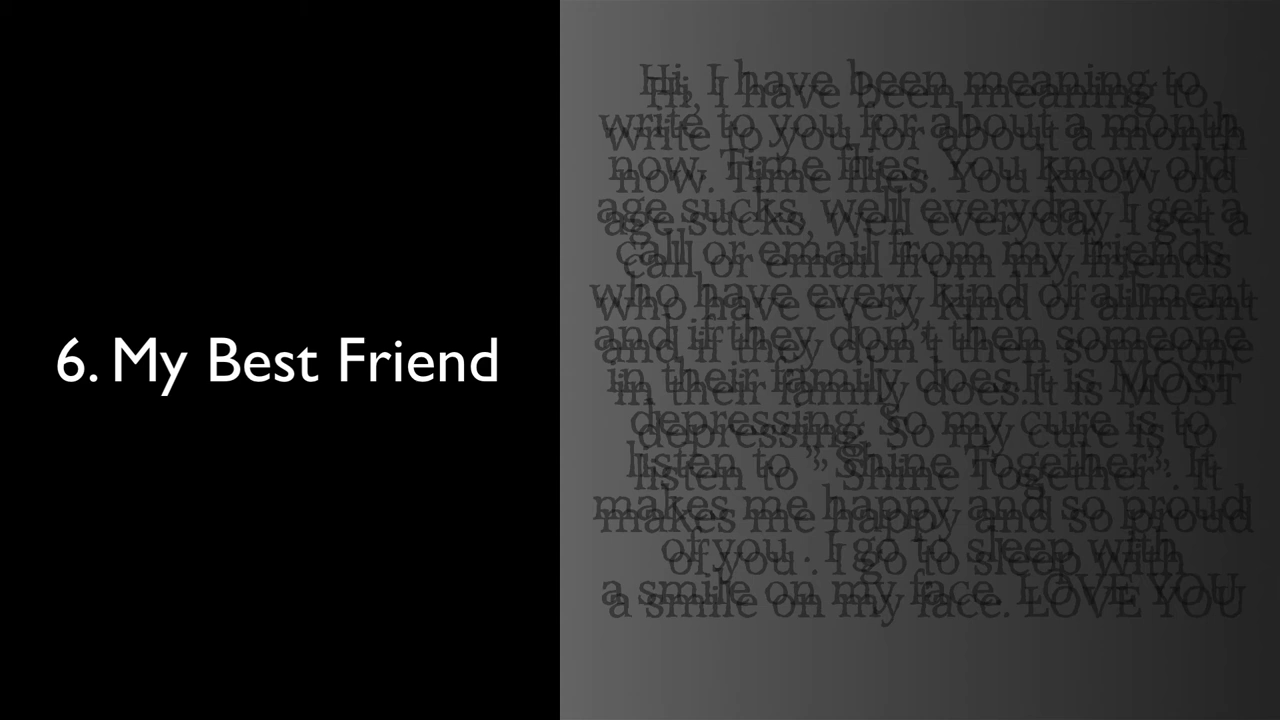 6. My Best Friend
Hi, I have been meaning to
write to you for about a month
now. Time flies. You know old
age sucks, well everyday I get a
call or email from my friends
who have every kind of ailment
and if they don't then someone
in their family does.It is MOST
depressing. So my cure is to
listen to ” Shine Together”. It
makes me happy and so proud
of you . I go to sleep with
a smile on my face. LOVE YOU